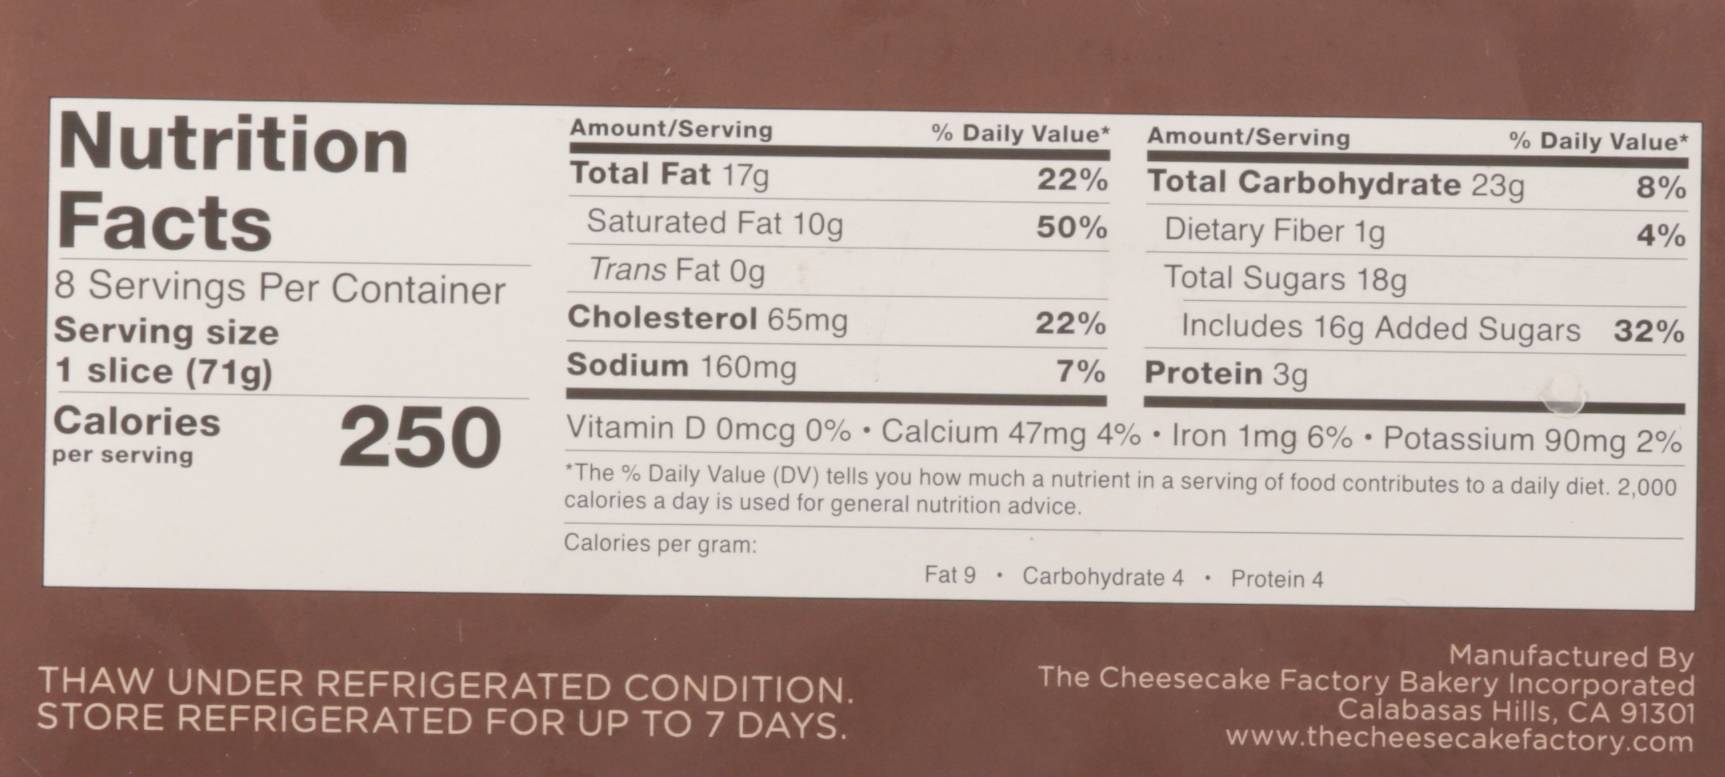 Nutrition
Facts
8 Servings Per Container
Serving size
1 slice (71g)
Calories 250
per serving
Amount/Serving % Daily Value*
Total Fat 17g 22%
Saturated Fat 10g 50%
Trans Fat 0g
Cholesterol 65mg 22%
Sodium 160mg 7%
Amount/Serving % Daily Value*
Total Carbohydrate 23g 8%
Dietary Fiber 1g 4%
Total Sugars 18g
Includes 16g Added Sugars 32%
Protein 3g
Vitamin D 0mcg 0% • Calcium 47mg 4% • Iron 1mg 6% • Potassium 90mg 2%
*The % Daily Value (DV) tells you how much a nutrient in a serving of food contributes to a daily diet. 2,000
calories a day is used for general nutrition advice.
Calories per gram:
Fat 9 • Carbohydrate 4 • Protein 4
THAW UNDER REFRIGERATED CONDITION.
STORE REFRIGERATED FOR UP TO 7 DAYS.
Manufactured By
The Cheesecake Factory Bakery Incorporated
Calabasas Hills, CA 91301
www.thecheesecakefactory.com